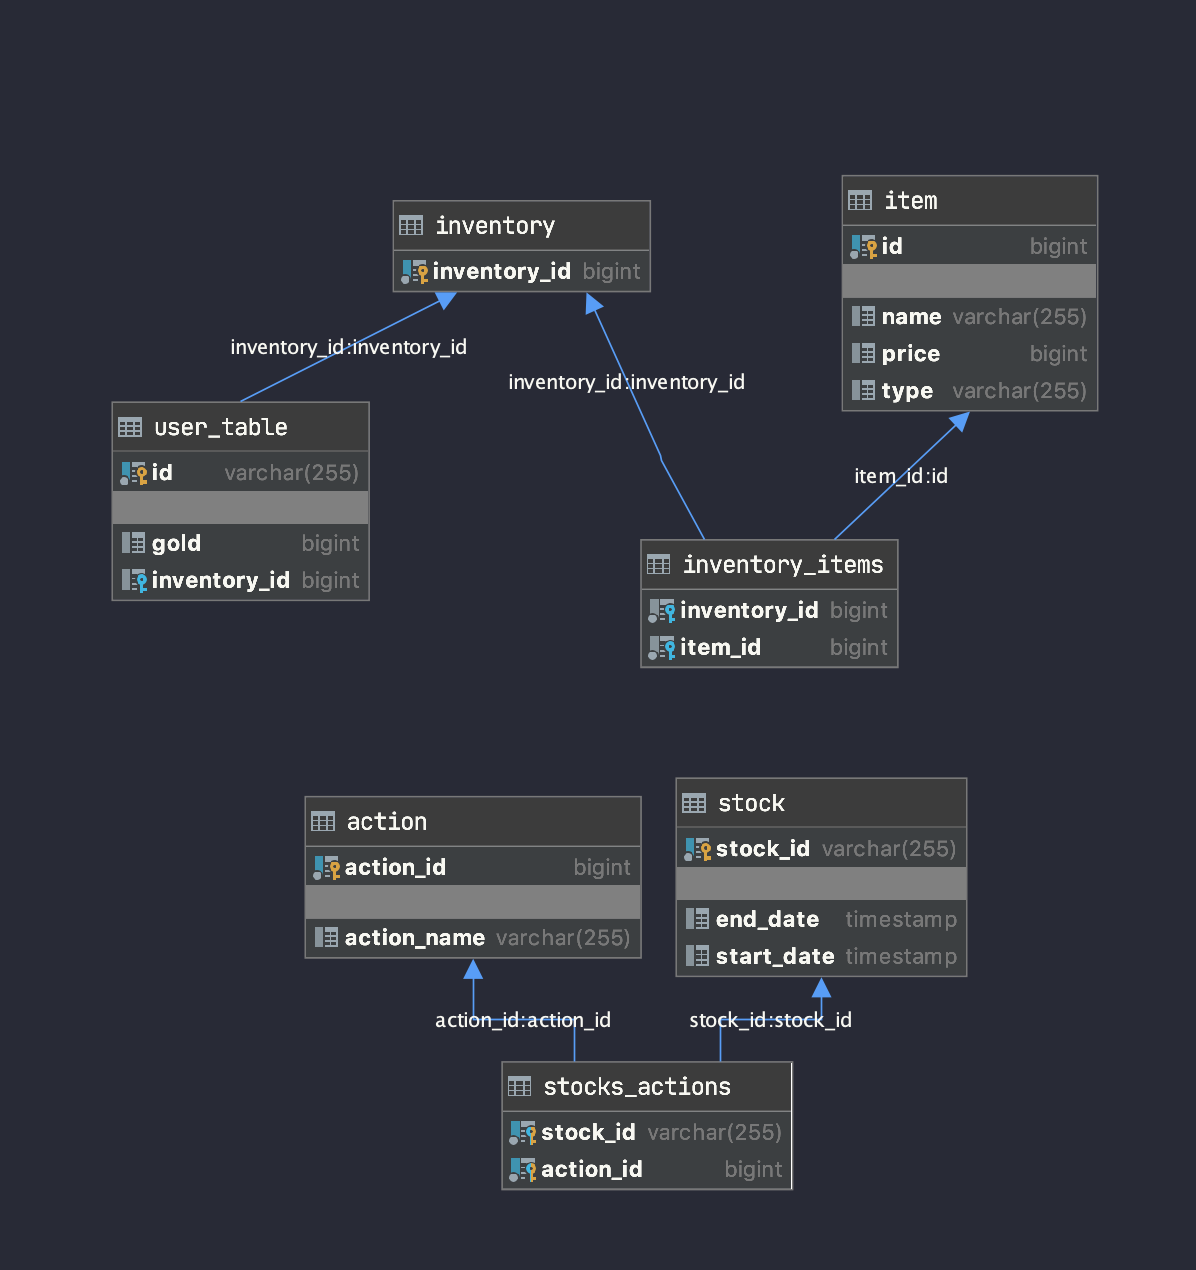 item
id bigint
name varchar(255)
price bigint
type varchar(255)
inventory
inventory_id bigint
inventory_id:inventory_id
inventory_id:inventory_id
user_table
id varchar(255)
gold bigint
inventory_id bigint
item_id:id
inventory_items
inventory_id bigint
item_id bigint
action
action_id bigint
action_name varchar(255)
stock
stock_id varchar(255)
end_date timestamp
start_date timestamp
action_id:action_id
stock_id:stock_id
stocks_actions
stock_id varchar(255)
action_id bigint